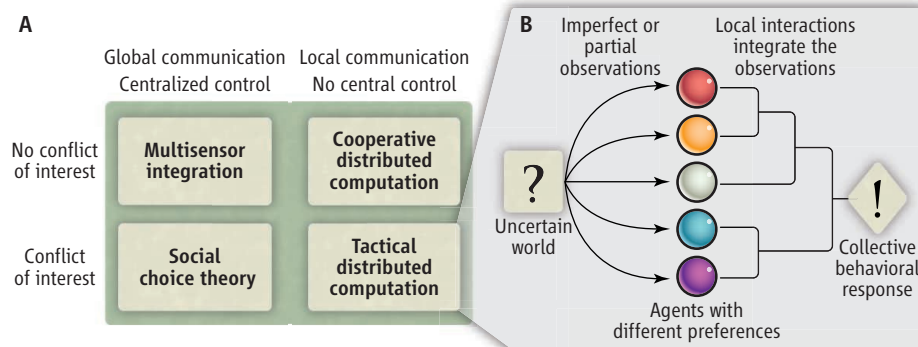 A
Global communication
Centralized control
Local communication
No central control
No conflict
of interest
Multisensor
integration
Cooperative
distributed
computation
Conflict
of interest
Social
choice theory
Tactical
distributed
computation
B
Imperfect or
partial
observations
Local interactions
integrate the
observations
?
Uncertain
world
!
Collective
behavioral
response
Agents with
different preferences